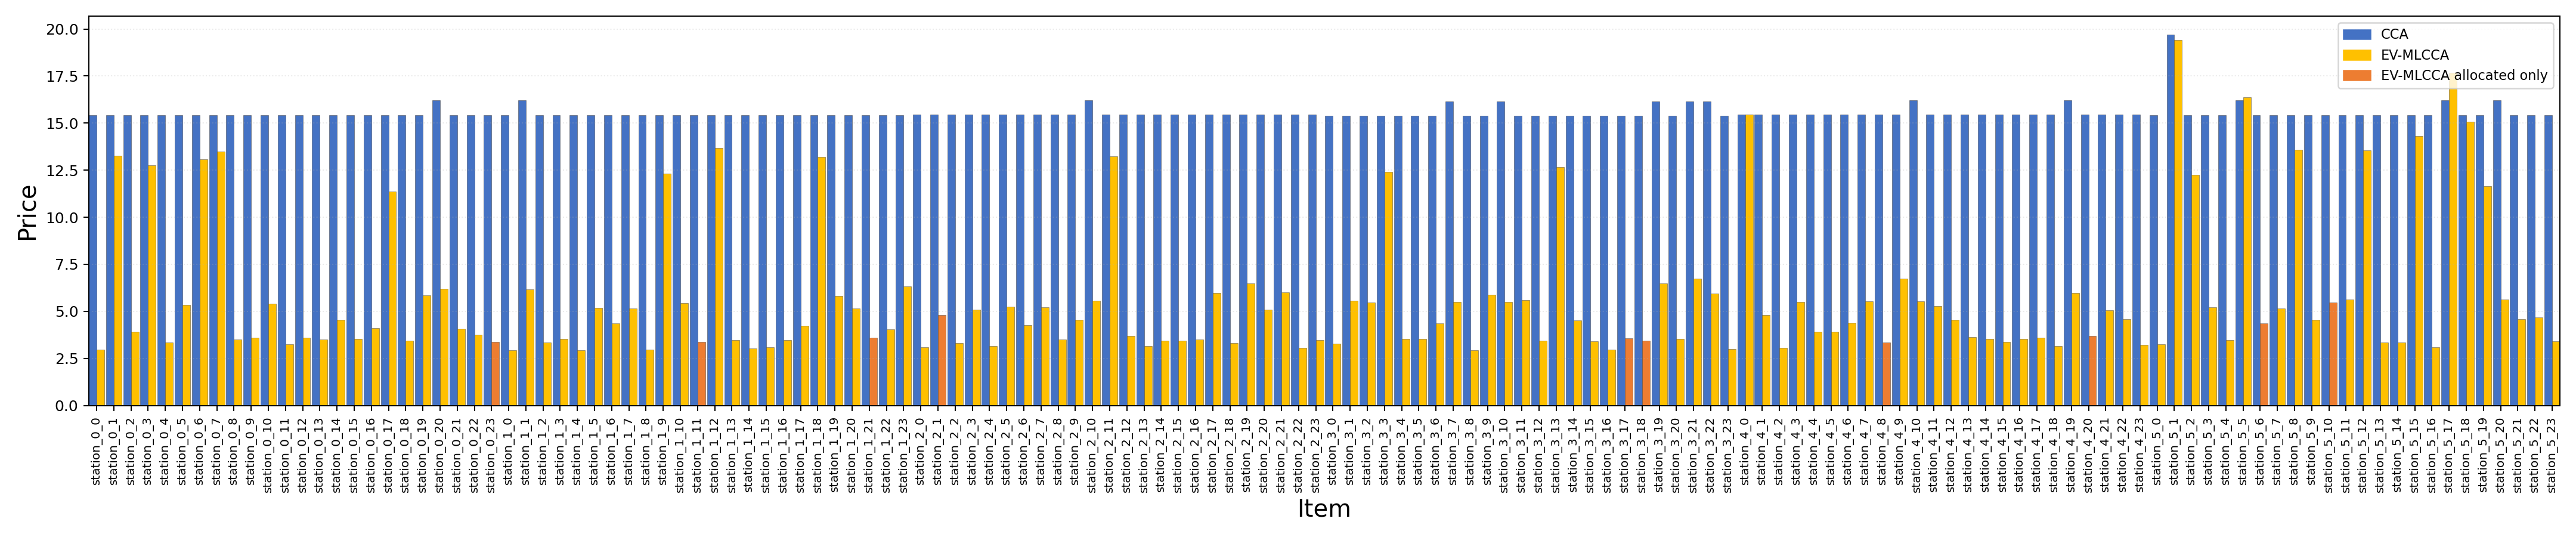 Price
20.0
17.5
15.0
12.5
10.0
7.5
5.0
2.5
0.0
CCA
EV-MLCCA
EV-MLCCA allocated only
station_0_0
station_0_1
station_0_2
station_0_3
station_0_4
station_0_5
station_0_6
station_0_7
station_0_8
station_0_9
station_0_10
station_0_11
station_0_12
station_0_13
station_0_14
station_0_15
station_0_16
station_0_17
station_0_18
station_0_19
station_0_20
station_0_21
station_0_22
station_0_23
station_1_0
station_1_1
station_1_2
station_1_3
station_1_4
station_1_5
station_1_6
station_1_7
station_1_8
station_1_9
station_1_10
station_1_11
station_1_12
station_1_13
station_1_14
station_1_15
station_1_16
station_1_17
station_1_18
station_1_19
station_1_20
station_1_21
station_1_22
station_1_23
station_2_0
station_2_1
station_2_2
station_2_3
station_2_4
station_2_5
station_2_6
station_2_7
station_2_8
station_2_9
station_2_10
station_2_11
station_2_12
station_2_13
station_2_14
station_2_15
station_2_16
station_2_17
station_2_18
station_2_19
station_2_20
station_2_21
station_2_22
station_2_23
station_3_0
station_3_1
station_3_2
station_3_3
station_3_4
station_3_5
station_3_6
station_3_7
station_3_8
station_3_9
station_3_10
station_3_11
station_3_12
station_3_13
station_3_14
station_3_15
station_3_16
station_3_17
station_3_18
station_3_19
station_3_20
station_3_21
station_3_22
station_3_23
station_4_0
station_4_1
station_4_2
station_4_3
station_4_4
station_4_5
station_4_6
station_4_7
station_4_8
station_4_9
station_4_10
station_4_11
station_4_12
station_4_13
station_4_14
station_4_15
station_4_16
station_4_17
station_4_18
station_4_19
station_4_20
station_4_21
station_4_22
station_4_23
station_5_0
station_5_1
station_5_2
station_5_3
station_5_4
station_5_5
station_5_6
station_5_7
station_5_8
station_5_9
station_5_10
station_5_11
station_5_12
station_5_13
station_5_14
station_5_15
station_5_16
station_5_17
station_5_18
station_5_19
station_5_20
station_5_21
station_5_22
station_5_23
Item